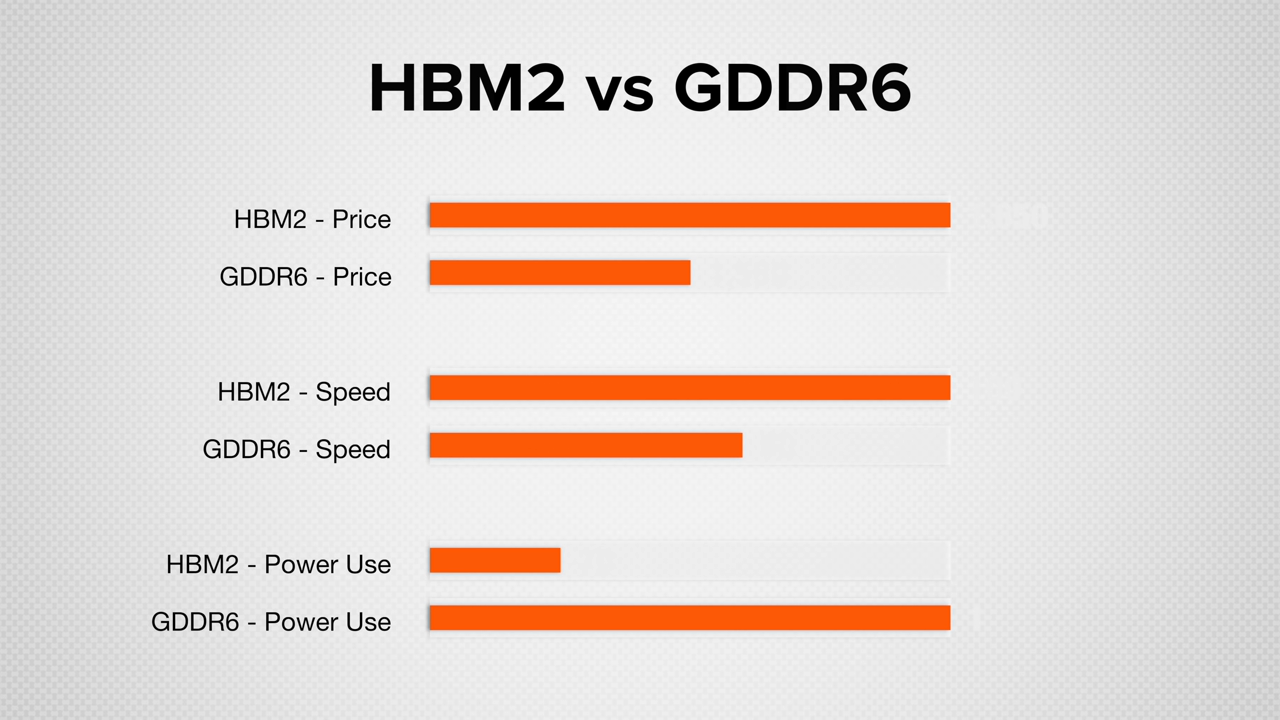 HBM2 vs GDDR6
HBM2 - Price
GDDR6 - Price
HBM2 - Speed
GDDR6 - Speed
HBM2 - Power Use
GDDR6 - Power Use